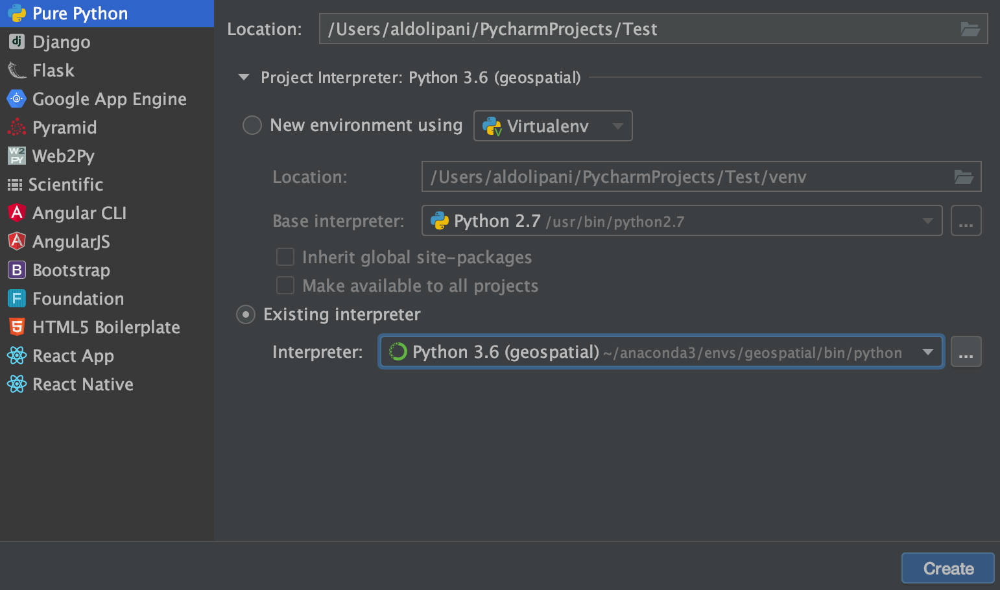 Pure Python
Django
Flask
Google App Engine
Pyramid
Web2Py
Scientific
Angular CLI
AngularJS
Bootstrap
Foundation
HTML5 Boilerplate
React App
React Native
Location: /Users/aldolipani/PycharmProjects/Test
Project Interpreter: Python 3.6 (geospatial)
New environment using Virtualenv
Location: /Users/aldolipani/PycharmProjects/Test/venv
Base interpreter: Python 2.7 /usr/bin/python2.7 ...
Inherit global site-packages
Make available to all projects
Existing interpreter
Interpreter: Python 3.6 (geospatial) ~/anaconda3/envs/geospatial/bin/python ...
Create